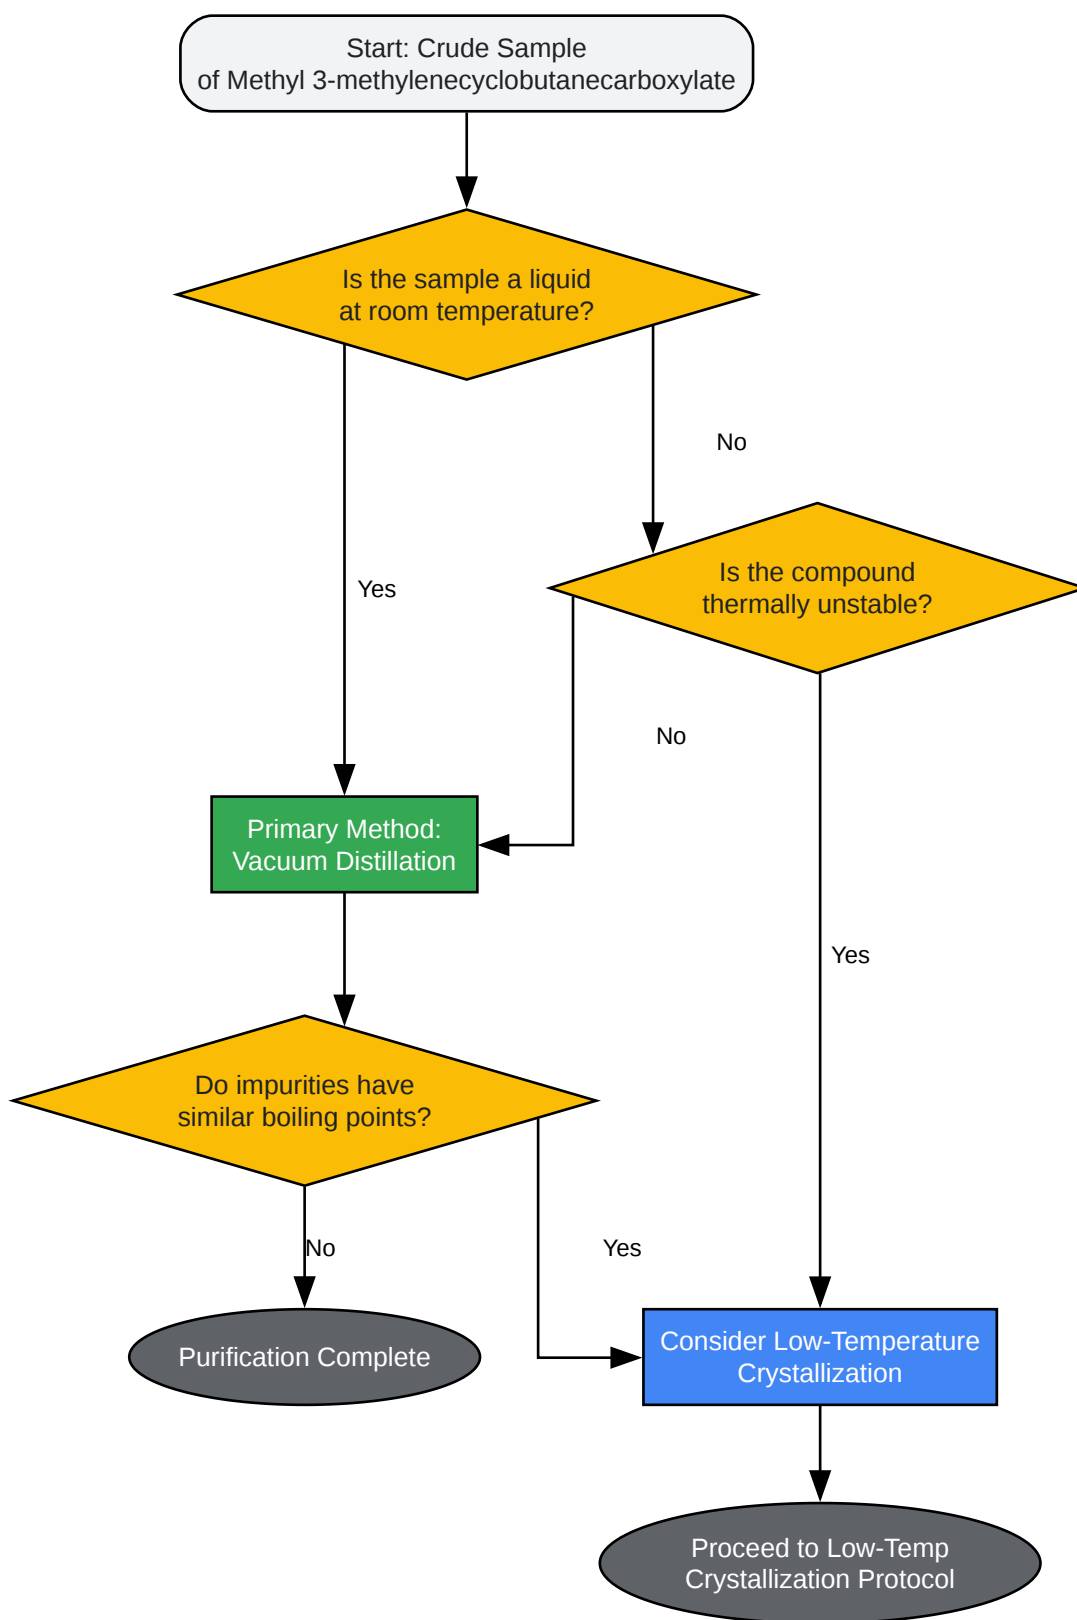 Start: Crude Sample
of Methyl 3-methylenecyclobutanecarboxylate
Is the sample a liquid
at room temperature?
No
Is the compound
thermally unstable?
Yes
No
Primary Method:
Vacuum Distillation
Yes
Do impurities have
similar boiling points?
No
Yes
Purification Complete
Consider Low-Temperature
Crystallization
Proceed to Low-Temp
Crystallization Protocol